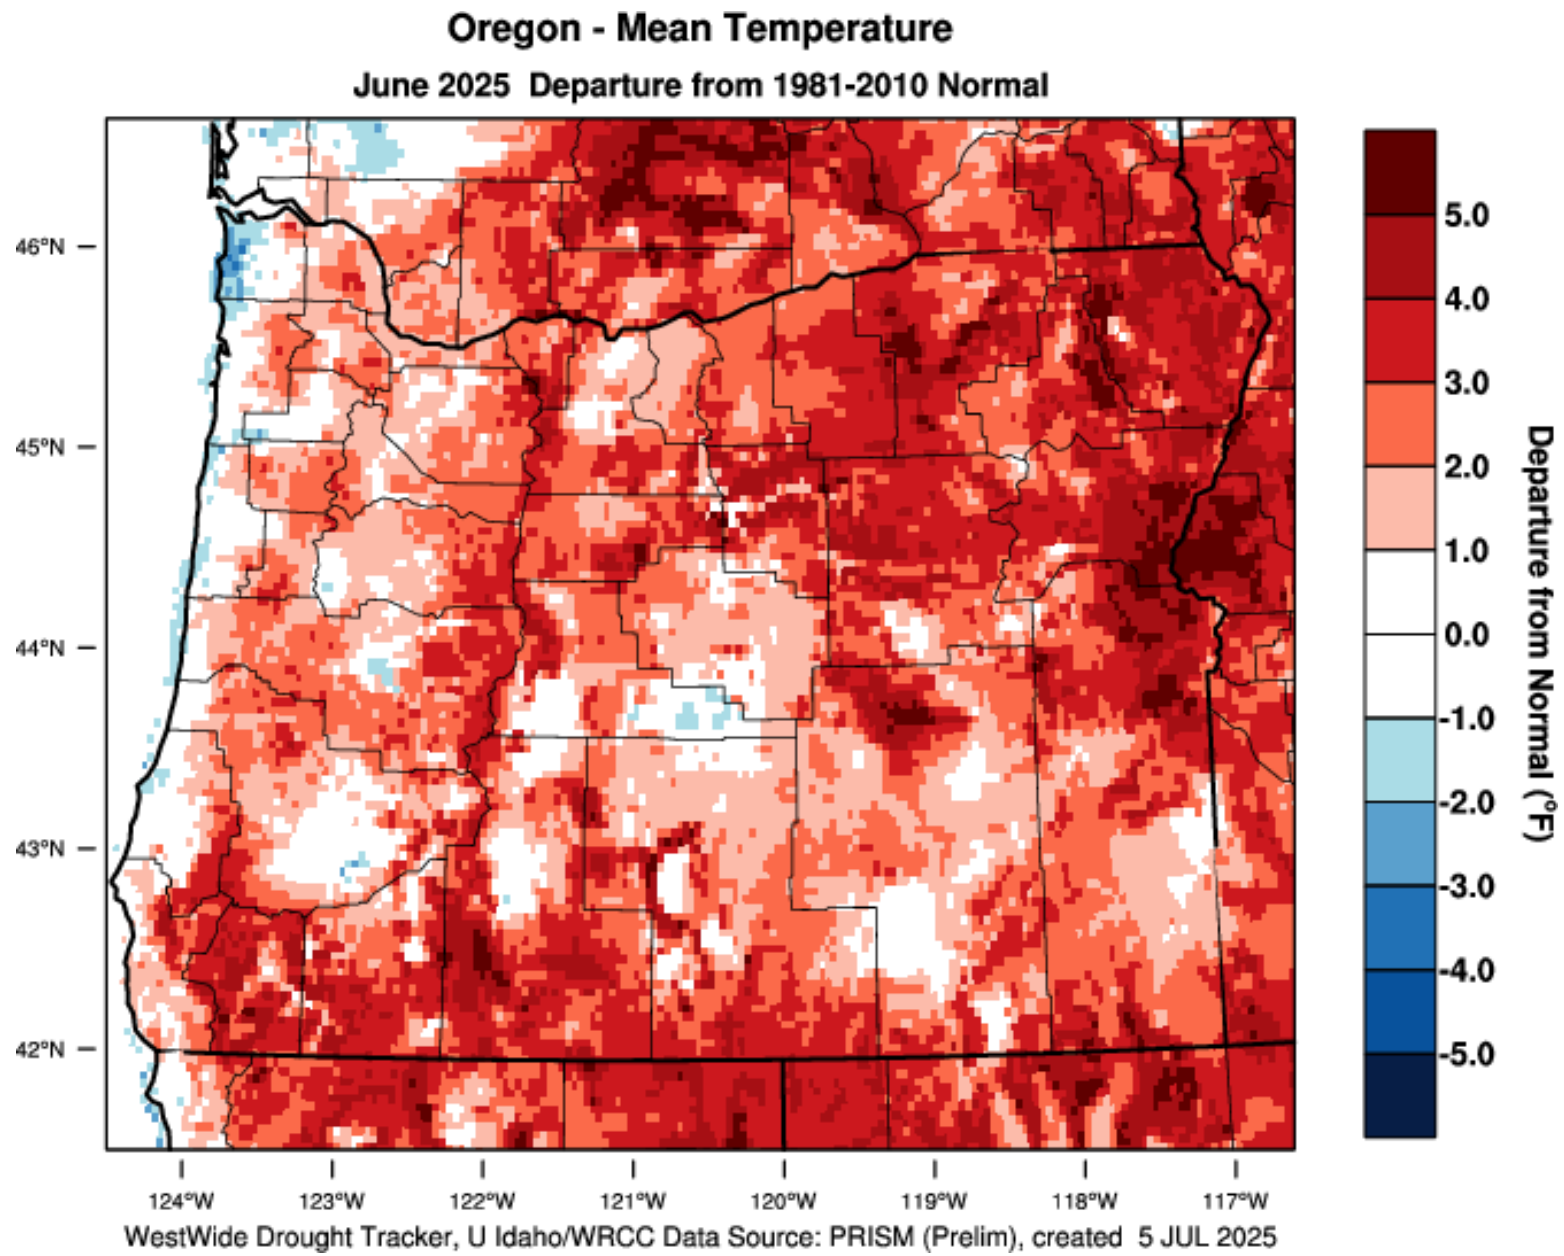 Oregon - Mean Temperature
June 2025  Departure from 1981-2010 Normal
46°N
45°N
44°N
43°N
42°N
124°W
123°W
122°W
121°W
120°W
119°W
118°W
117°W
5.0
4.0
3.0
2.0
1.0
0.0
-1.0
-2.0
-3.0
-4.0
-5.0
Departure from Normal (°F)
WestWide Drought Tracker, U Idaho/WRCC Data Source: PRISM (Prelim), created  5 JUL 2025